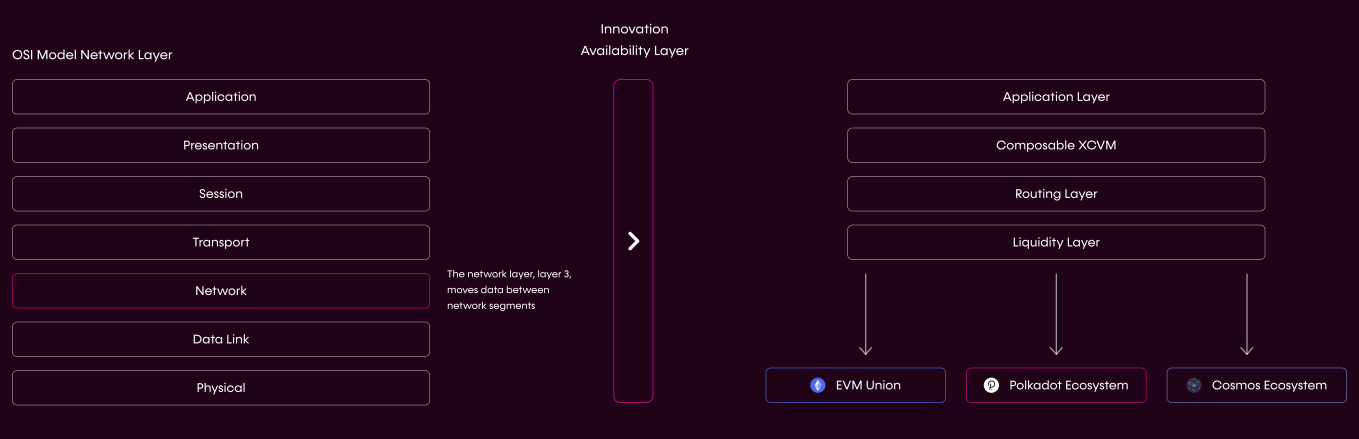 OSI Model Network Layer
Application
Presentation
Session
Transport
Network
The network layer, layer 3,
moves data between
network segments
Data Link
Physical
Innovation
Availability Layer
Application Layer
Composable XCVM
Routing Layer
Liquidity Layer
EVM Union
Polkadot Ecosystem
Cosmos Ecosystem